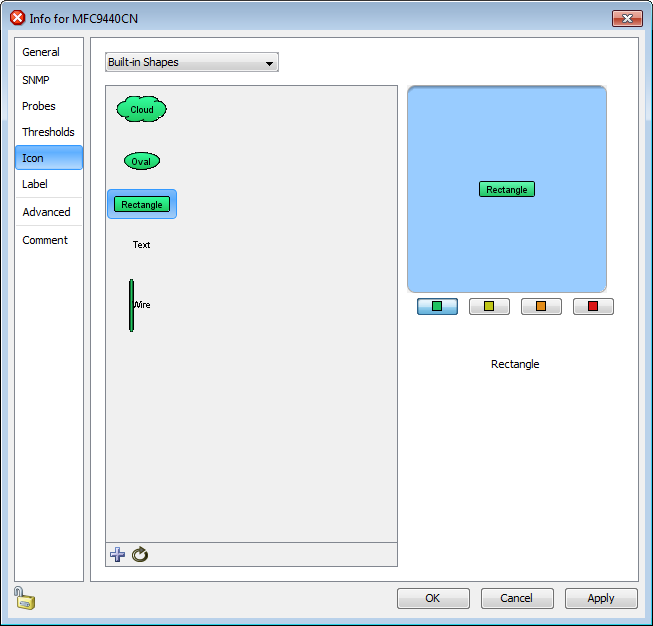 Info for MFC9440CN
General
SNMP
Probes
Thresholds
Icon
Label
Advanced
Comment
Built-in Shapes
Cloud
Oval
Rectangle
Text
Wire
Rectangle
Rectangle
OK
Cancel
Apply